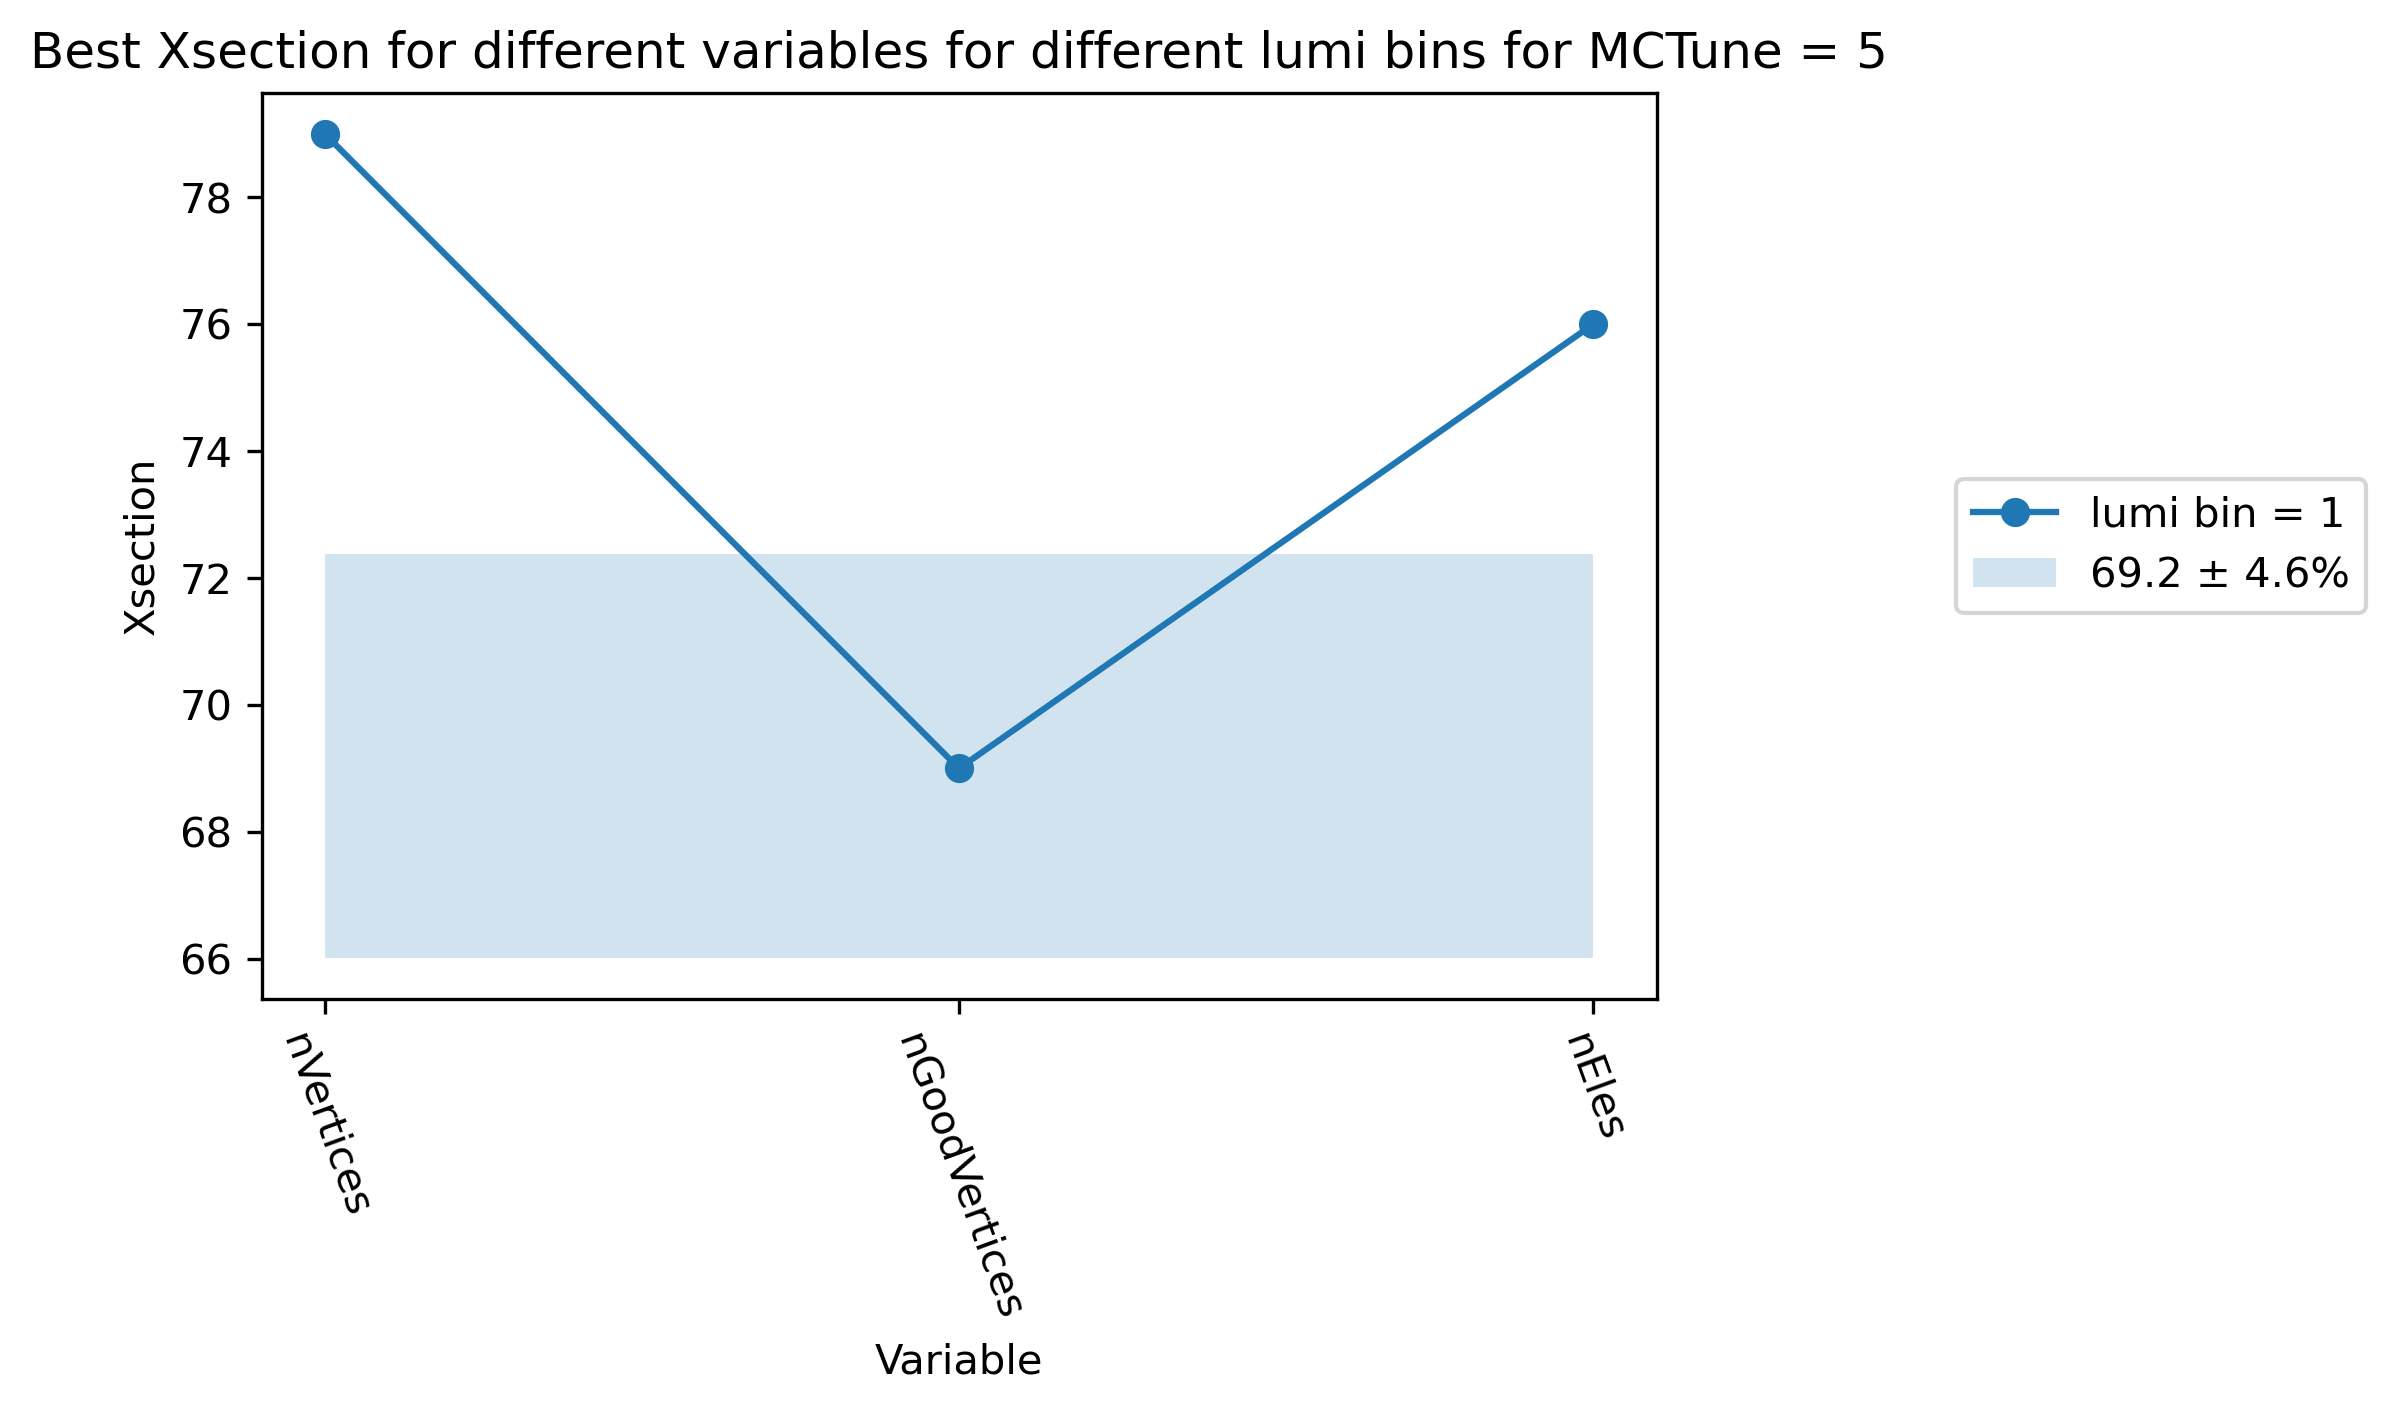 Best Xsection for different variables for different lumi bins for MCTune = 5
Xsection
78
76
74
72
70
68
66
nVertices
nGoodVertices
nEles
Variable
lumi bin = 1
69.2 ± 4.6%